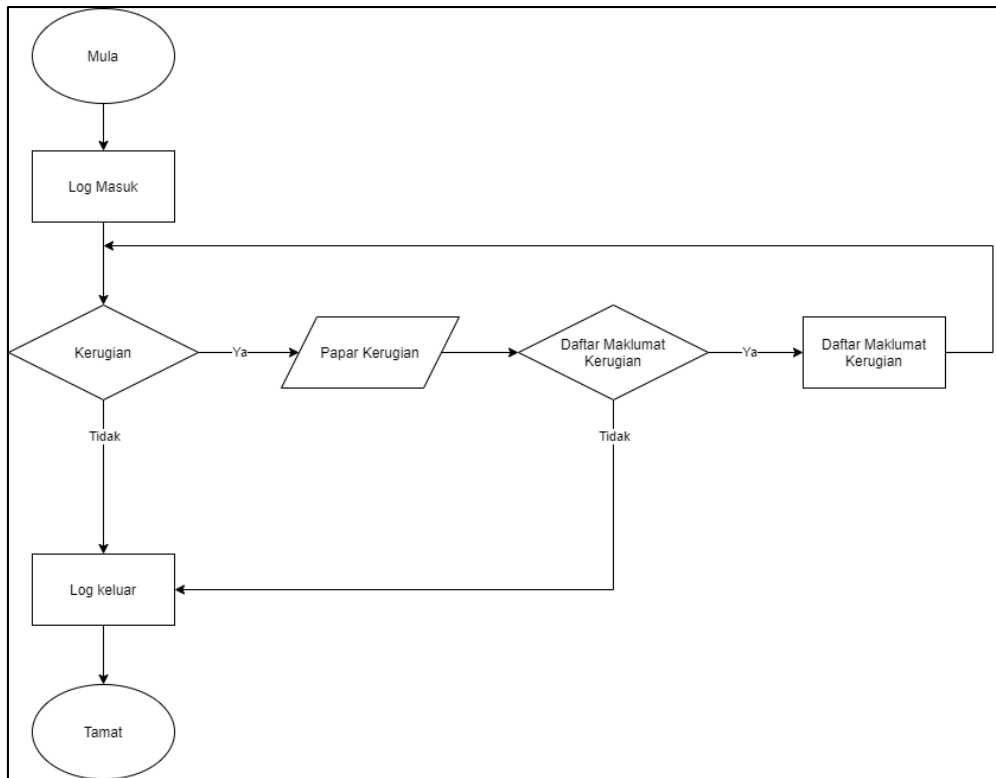 Mula
Log Masuk
Kerugian
Ya
Papar Kerugian
Daftar Maklumat
Kerugian
Ya
Daftar Maklumat
Kerugian
Tidak
Tidak
Log keluar
Tamat